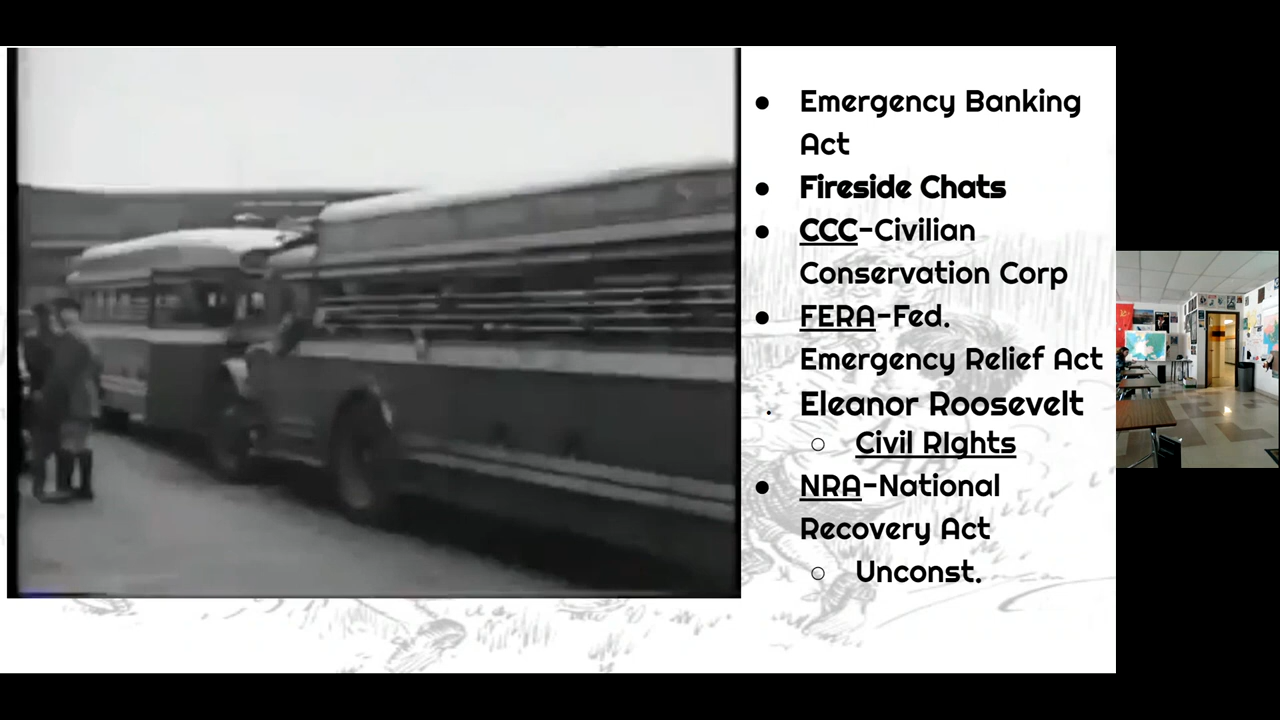 ● Emergency Banking
Act
● Fireside Chats
● CCC-Civilian
Conservation Corp
● FERA-Fed.
Emergency Relief Act
. Eleanor Roosevelt
○ Civil RIghts
● NRA-National
Recovery Act
○ Unconst.